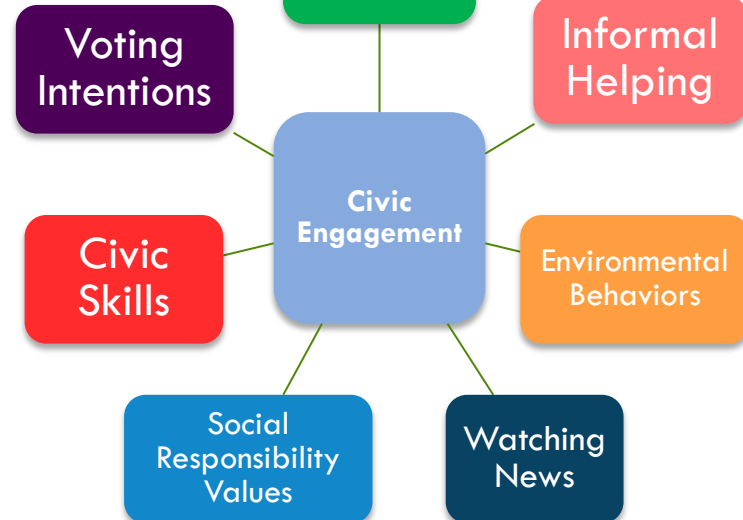 Voting
Intentions
Informal
Helping
Civic
Engagement
Civic
Skills
Environmental
Behaviors
Social
Responsibility
Values
Watching
News